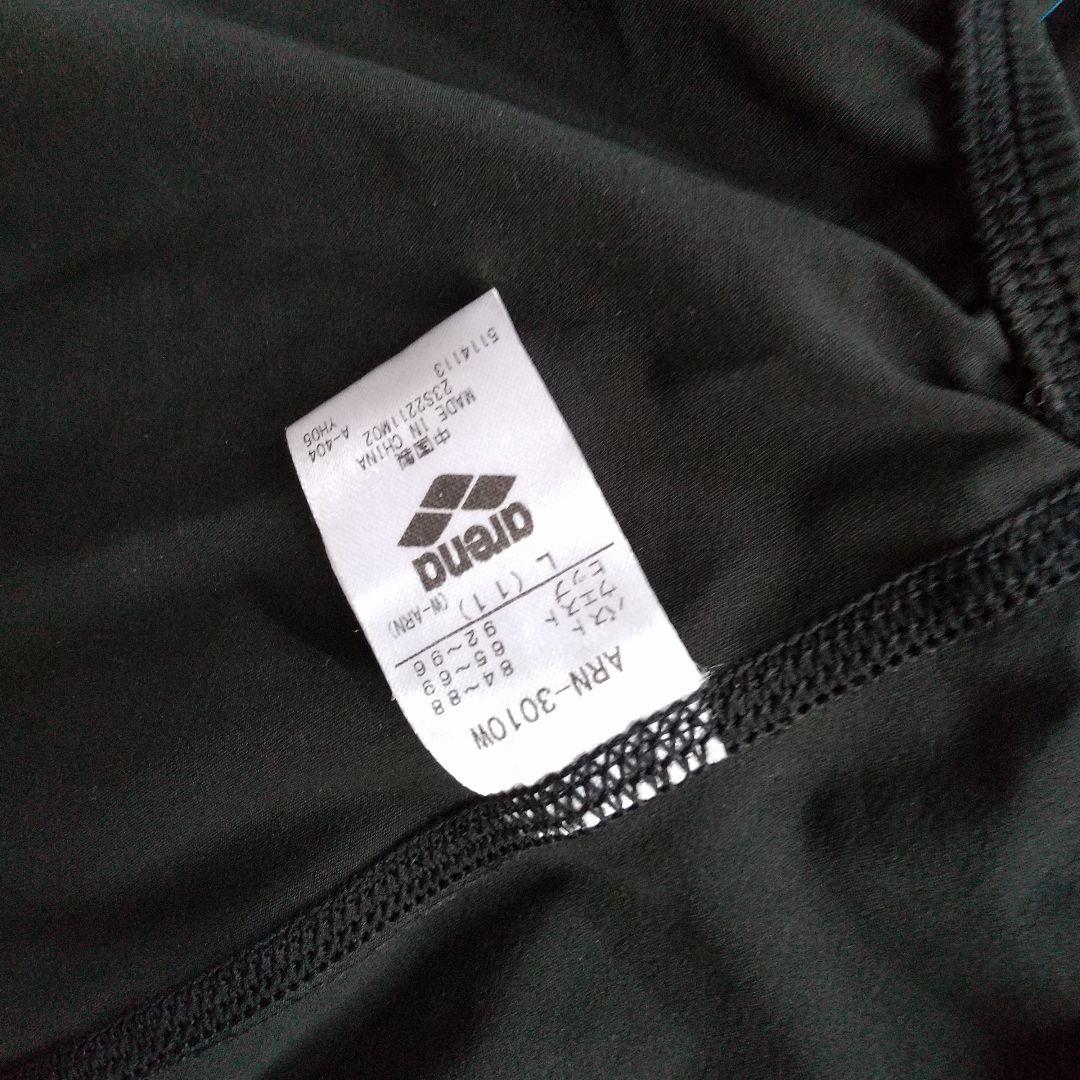 ARN-3010W
バスト 84~88
ウエスト 65~69
ヒップ 92~96
L (11) (W-ARN)
arena
中国製
MADE IN CHINA
23S2211M02 A-404
51141113 YH05